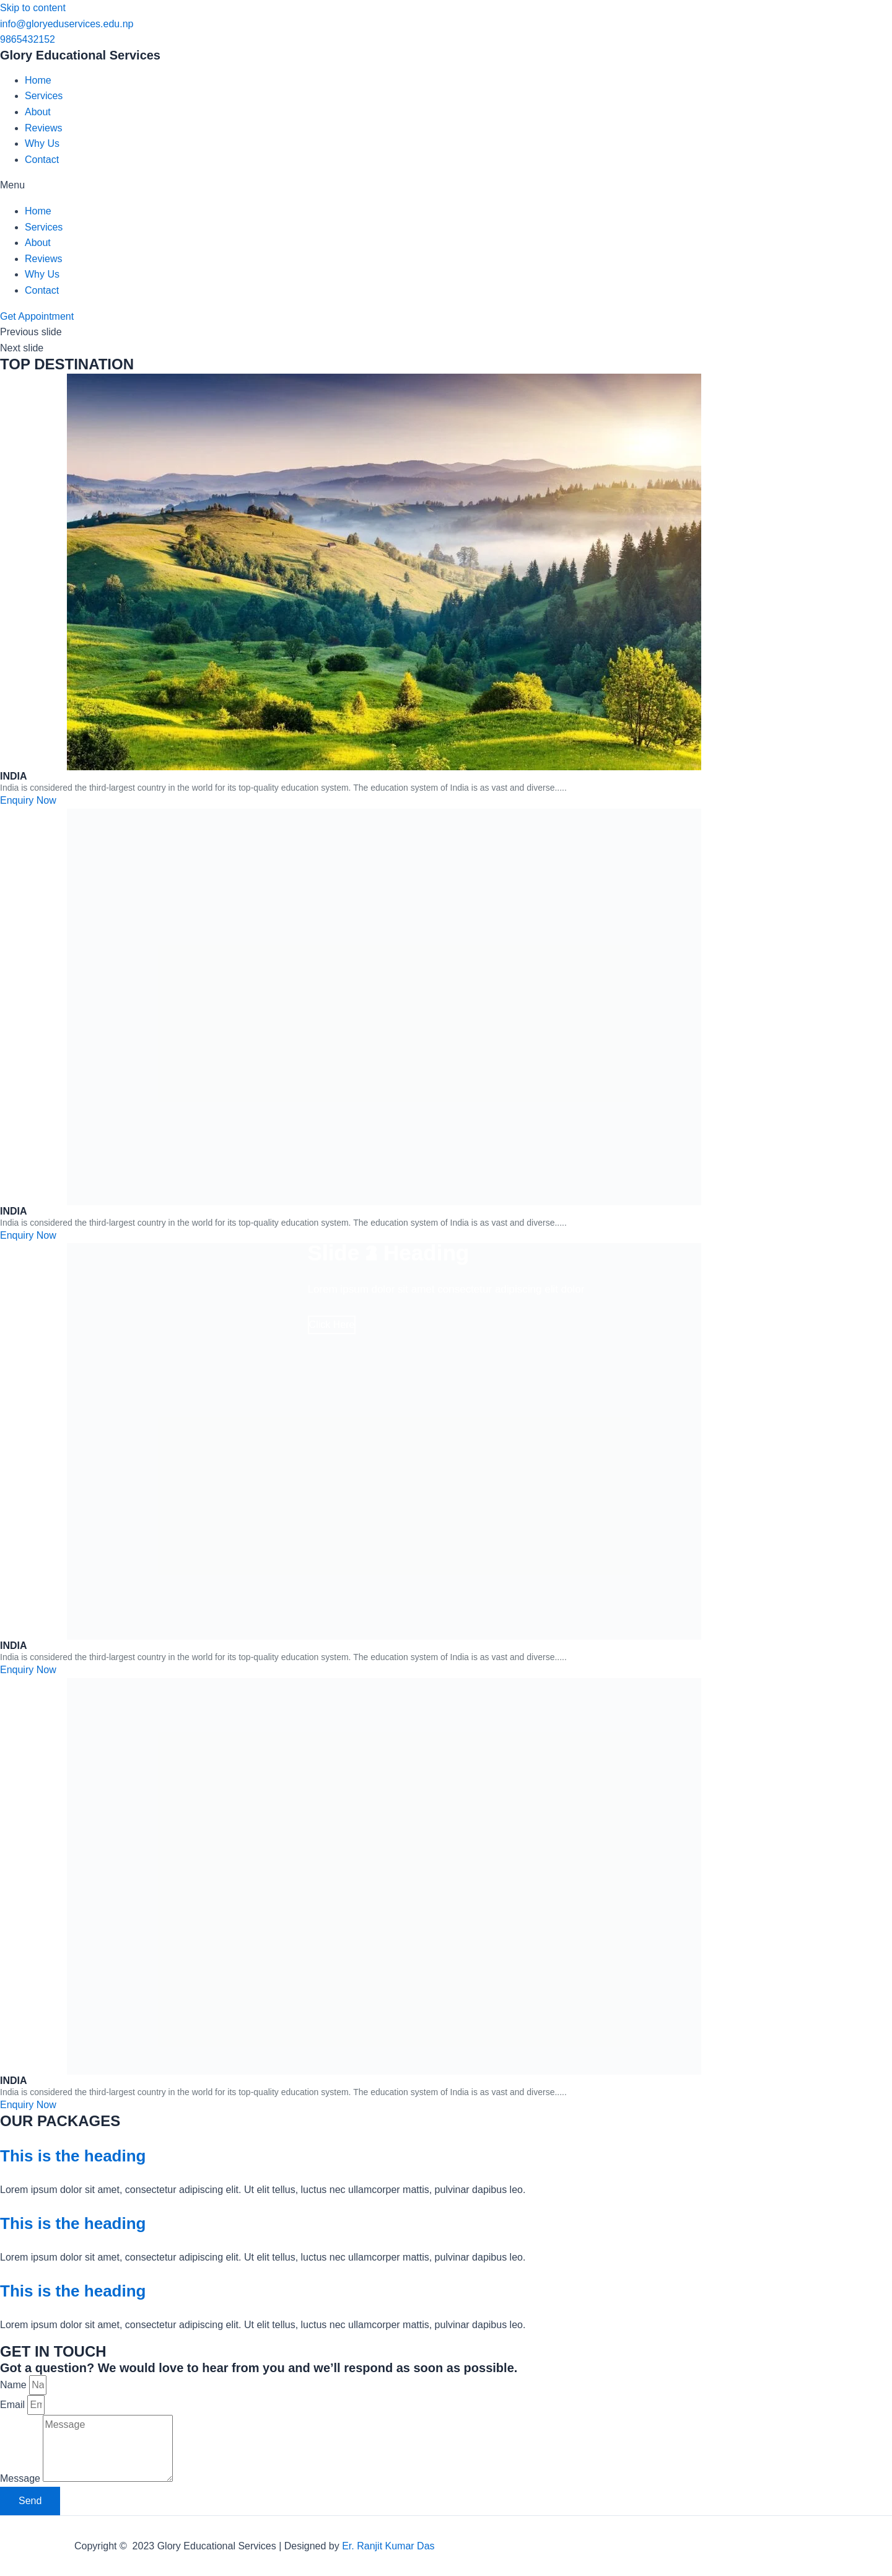 Skip to content
info@gloryeduservices.edu.np
9865432152
Glory Educational Services
Home
Services
About
Reviews
Why Us
Contact
Menu
Home
Services
About
Reviews
Why Us
Contact
Get Appointment
Previous slide
Next slide
TOP DESTINATION
INDIA
India is considered the third-largest country in the world for its top-quality education system. The education system of India is as vast and diverse.....
Enquiry Now
INDIA
India is considered the third-largest country in the world for its top-quality education system. The education system of India is as vast and diverse.....
Enquiry Now
Slide Heading
INDIA
India is considered the third-largest country in the world for its top-quality education system. The education system of India is as vast and diverse.....
Enquiry Now
INDIA
India is considered the third-largest country in the world for its top-quality education system. The education system of India is as vast and diverse.....
Enquiry Now
OUR PACKAGES
This is the heading
Lorem ipsum dolor sit amet, consectetur adipiscing elit. Ut elit tellus, luctus nec ullamcorper mattis, pulvinar dapibus leo.
This is the heading
Lorem ipsum dolor sit amet, consectetur adipiscing elit. Ut elit tellus, luctus nec ullamcorper mattis, pulvinar dapibus leo.
This is the heading
Lorem ipsum dolor sit amet, consectetur adipiscing elit. Ut elit tellus, luctus nec ullamcorper mattis, pulvinar dapibus leo.
GET IN TOUCH
Got a question? We would love to hear from you and we'll respond as soon as possible.
Name Na
Email Em
Message
Message
Send
Copyright © 2023 Glory Educational Services | Designed by Er. Ranjit Kumar Das